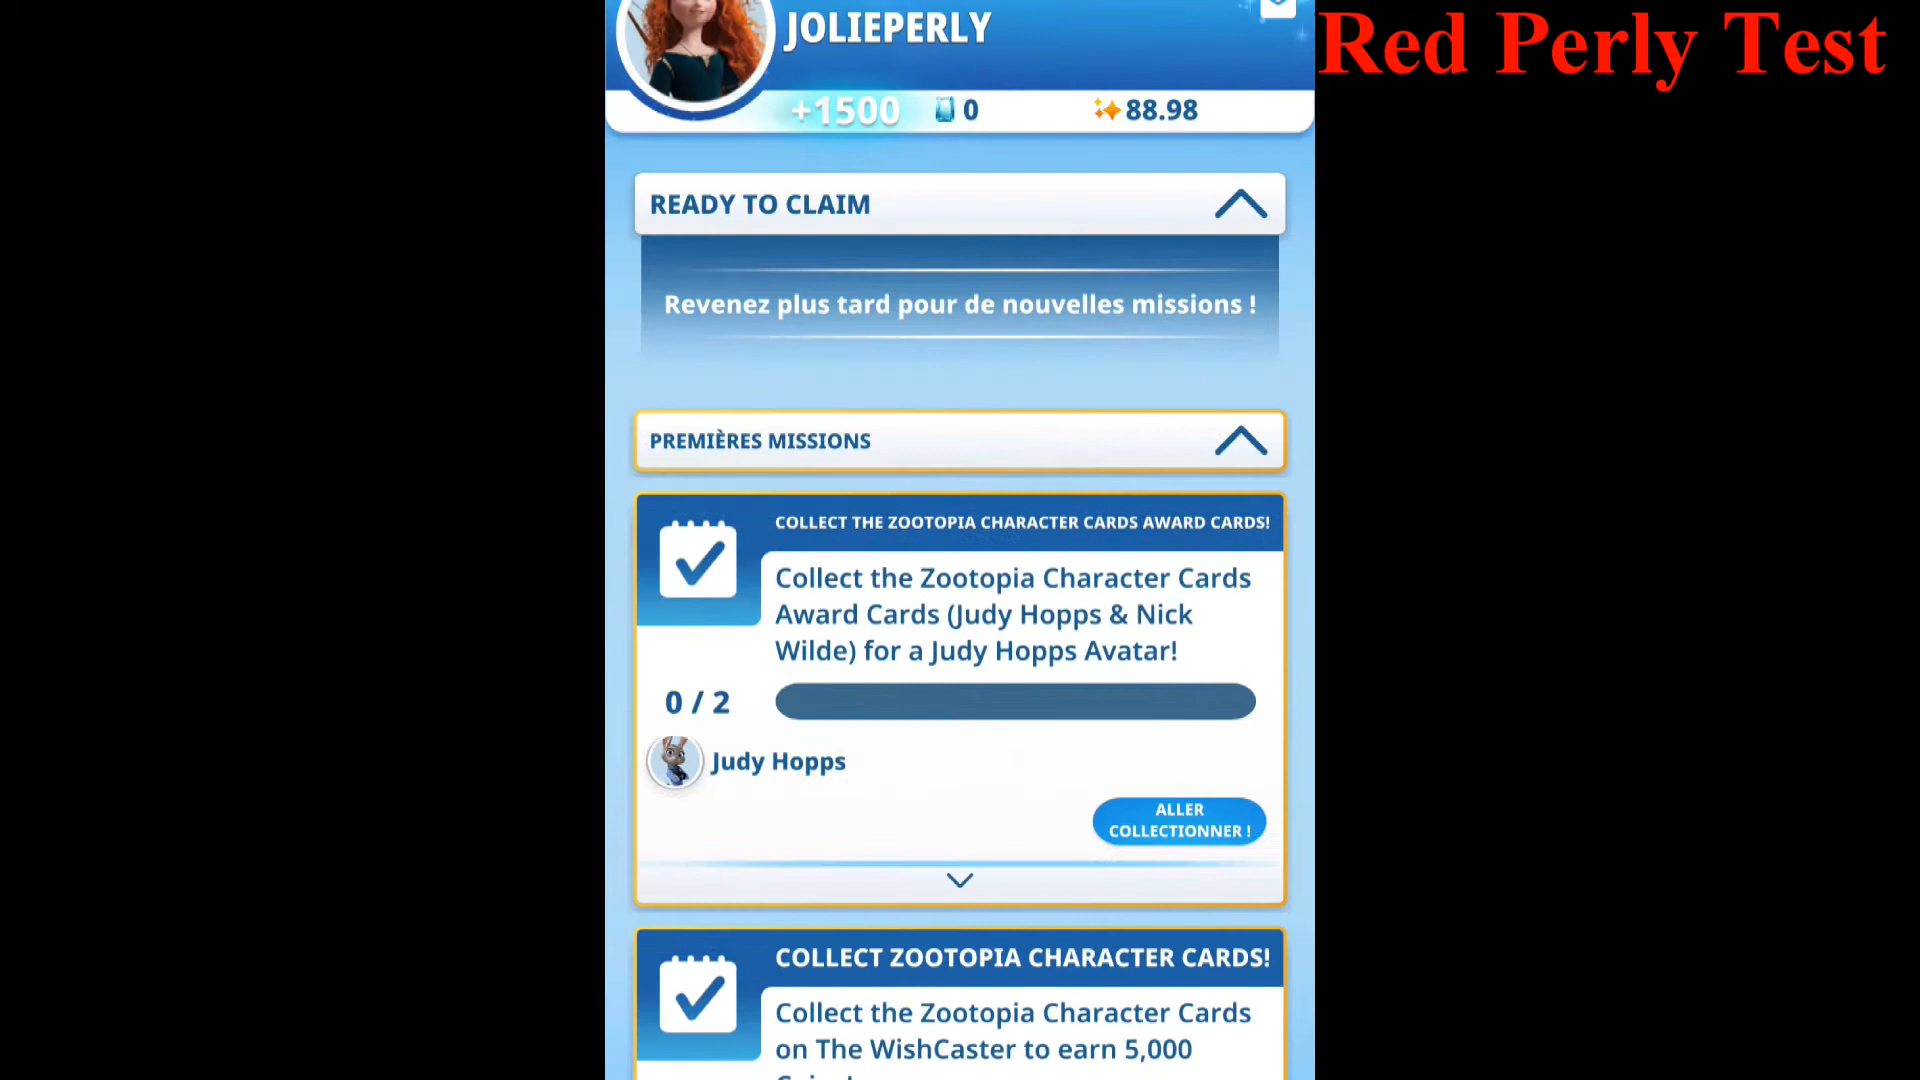 JOLIEPERLY
Red Perly Test
+1500 0 88.98
READY TO CLAIM
Revenez plus tard pour de nouvelles missions !
PREMIÈRES MISSIONS
COLLECT THE ZOOTOPIA CHARACTER CARDS AWARD CARDS!
Collect the Zootopia Character Cards
Award Cards (Judy Hopps & Nick
Wilde) for a Judy Hopps Avatar!
0 / 2
Judy Hopps
ALLER
COLLECTIONNER !
COLLECT ZOOTOPIA CHARACTER CARDS!
Collect the Zootopia Character Cards
on The WishCaster to earn 5,000